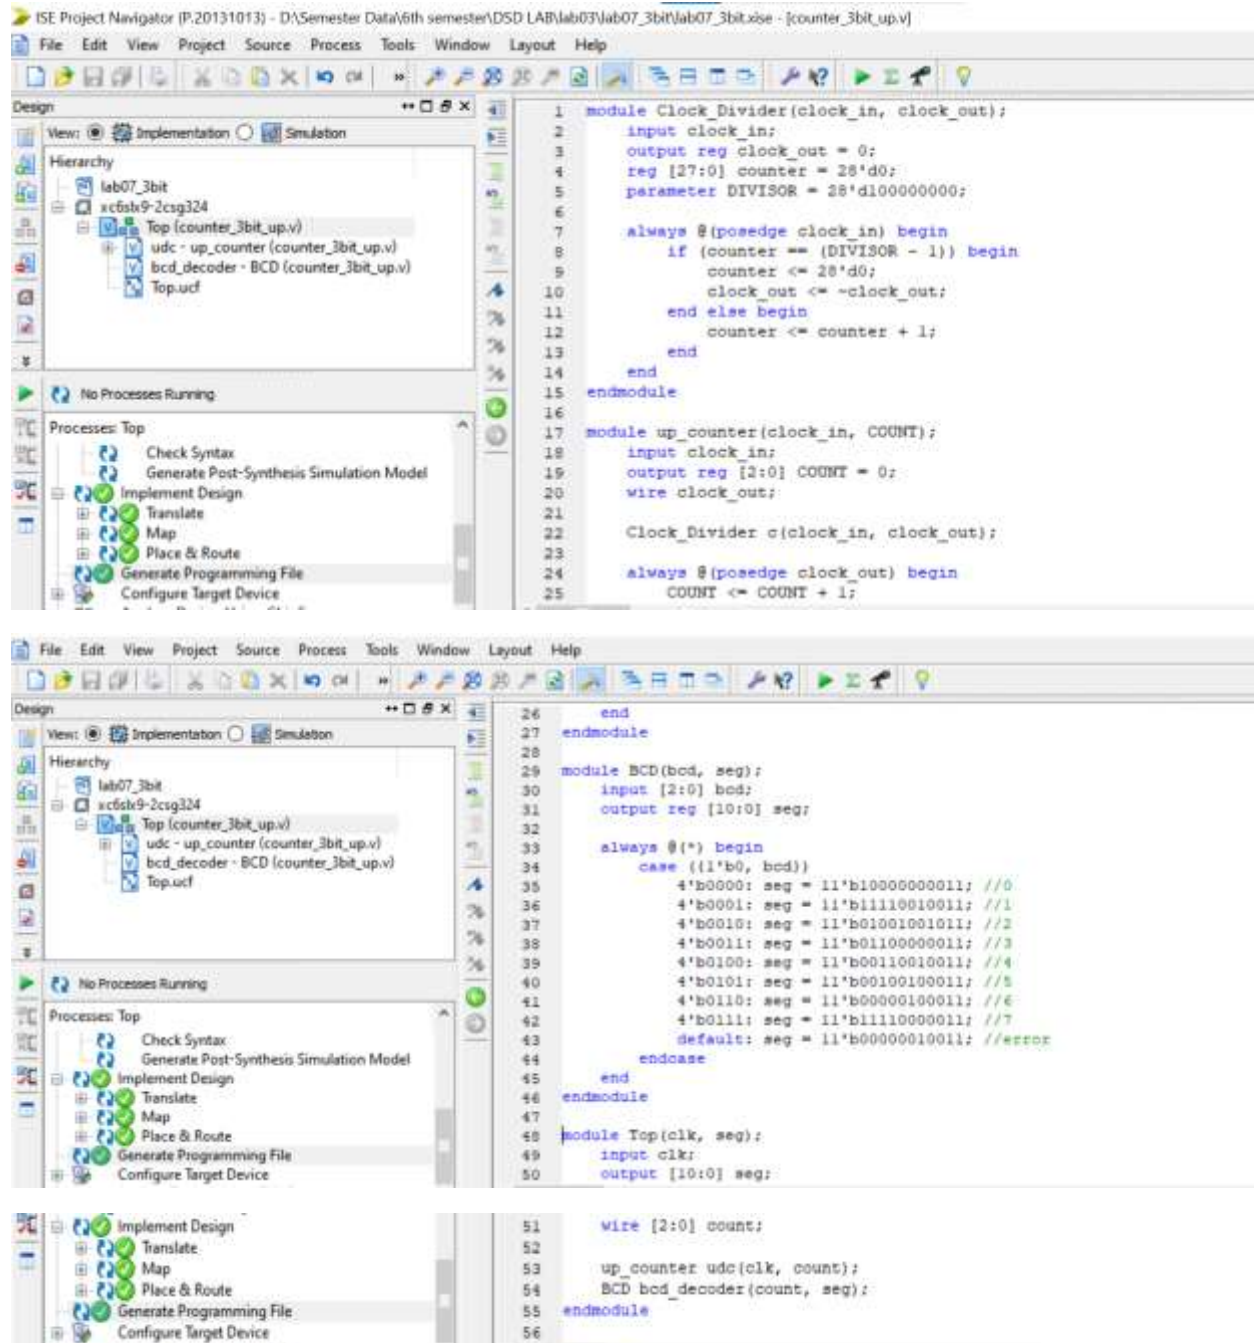 ISE Project Navigator (P.20131013) - D:\Semester Data\6th semester\DSD LAB\lab03\lab07_3bit\lab07_3bit.xise - [counter_3bit_up.v]
File Edit View Project Source Process Tools Window Layout Help
Design
View: Implementation Simulation
Hierarchy
lab07_3bit
xc6slx9-2csg324
Top (counter_3bit_up.v)
udc - up_counter (counter_3bit_up.v)
bcd_decoder - BCD (counter_3bit_up.v)
Top.ucf
No Processes Running
Processes: Top
Check Syntax
Generate Post-Synthesis Simulation Model
Implement Design
Translate
Map
Place & Route
Generate Programming File
Configure Target Device
1 module Clock_Divider(clock_in, clock_out);
2 input clock_in;
3 output reg clock_out = 0;
4 reg [27:0] counter = 28'd0;
5 parameter DIVISOR = 28'd100000000;
6
7 always @(posedge clock_in) begin
8 if (counter == (DIVISOR - 1)) begin
9 counter <= 28'd0;
10 clock_out <= ~clock_out;
11 end else begin
12 counter <= counter + 1;
13 end
14 end
15 endmodule
16
17 module up_counter(clock_in, COUNT);
18 input clock_in;
19 output reg [2:0] COUNT = 0;
20 wire clock_out;
21
22 Clock_Divider c(clock_in, clock_out);
23
24 always @(posedge clock_out) begin
25 COUNT <= COUNT + 1;
File Edit View Project Source Process Tools Window Layout Help
Design
View: Implementation Simulation
Hierarchy
lab07_3bit
xc6slx9-2csg324
Top (counter_3bit_up.v)
udc - up_counter (counter_3bit_up.v)
bcd_decoder - BCD (counter_3bit_up.v)
Top.ucf
No Processes Running
Processes: Top
Check Syntax
Generate Post-Synthesis Simulation Model
Implement Design
Translate
Map
Place & Route
Generate Programming File
Configure Target Device
26 end
27 endmodule
28
29 module BCD(bcd, seg);
30 input [2:0] bcd;
31 output reg [10:0] seg;
32
33 always @(*) begin
34 case ({1'b0, bcd})
35 4'b0000: seg = 11'b10000000011; //0
36 4'b0001: seg = 11'b11110010011; //1
37 4'b0010: seg = 11'b01001001011; //2
38 4'b0011: seg = 11'b01100000011; //3
39 4'b0100: seg = 11'b00110010011; //4
40 4'b0101: seg = 11'b00100100011; //5
41 4'b0110: seg = 11'b00000100011; //6
42 4'b0111: seg = 11'b11110000011; //7
43 default: seg = 11'b00000010011; //error
44 endcase
45 end
46 endmodule
47
48 module Top(clk, seg);
49 input clk;
50 output [10:0] seg;
Implement Design
Translate
Map
Place & Route
Generate Programming File
Configure Target Device
51 wire [2:0] count;
52
53 up_counter udc(clk, count);
54 BCD bcd_decoder(count, seg);
55 endmodule
56